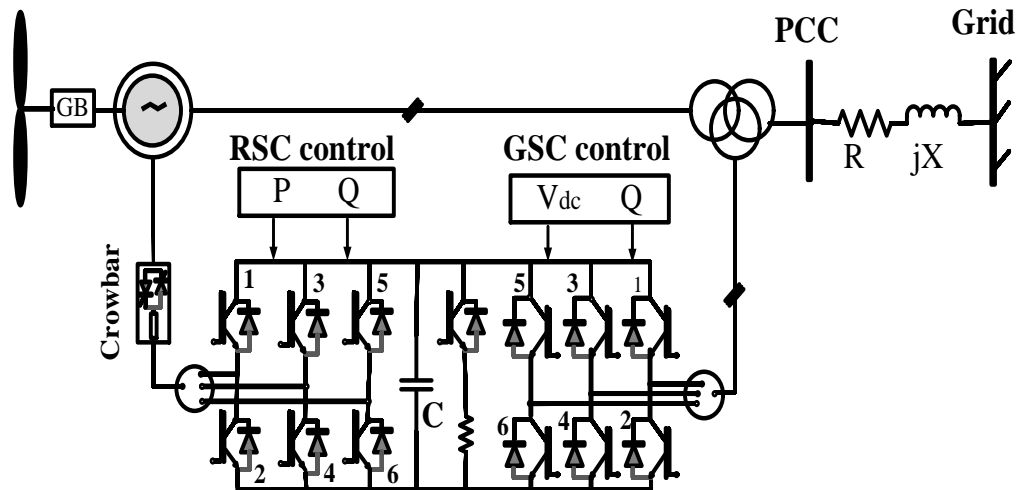 PCC
Grid
GB
~
R
jX
RSC control
GSC control
P Q
Vdc Q
Crowbar
1 3 5
5 3 1
C
2 4 6
6 4 2